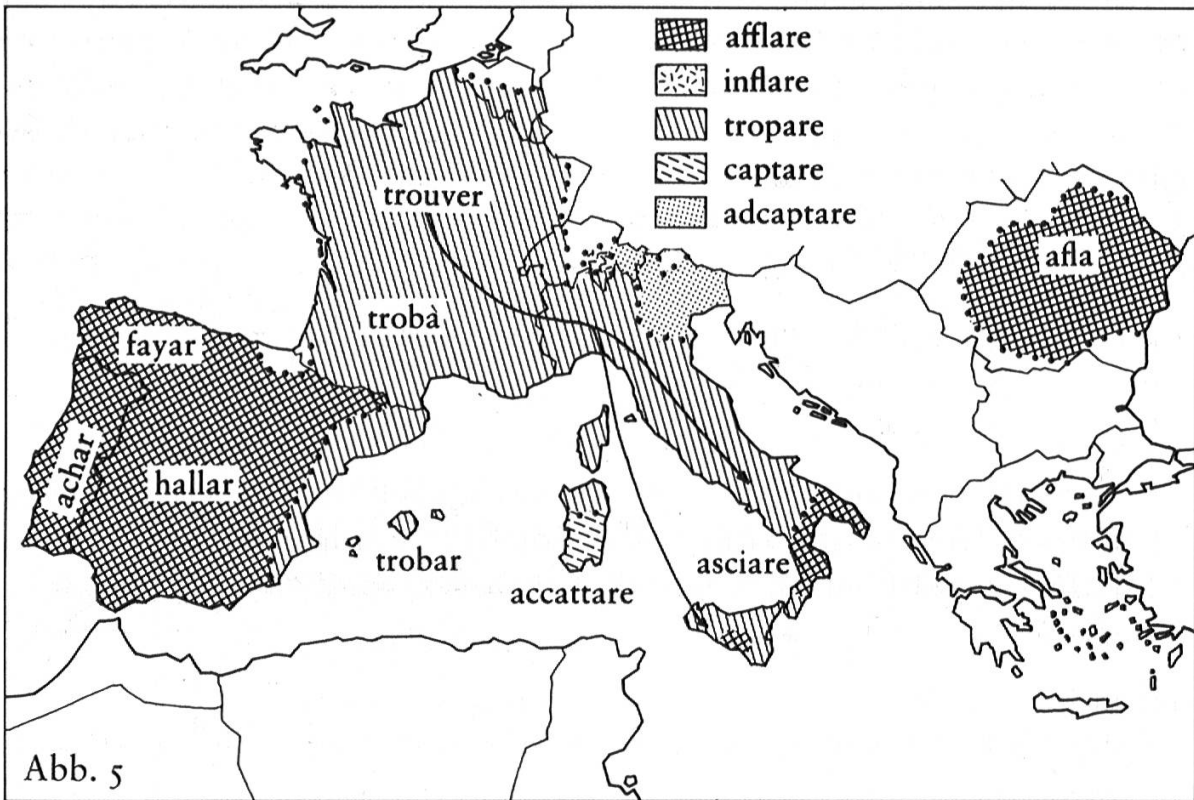 afflare
inflare
tropare
captare
adcaptare
trouver
afla
trobà
fayar
achar
hallar
trobar
asciare
accattare
Abb. 5